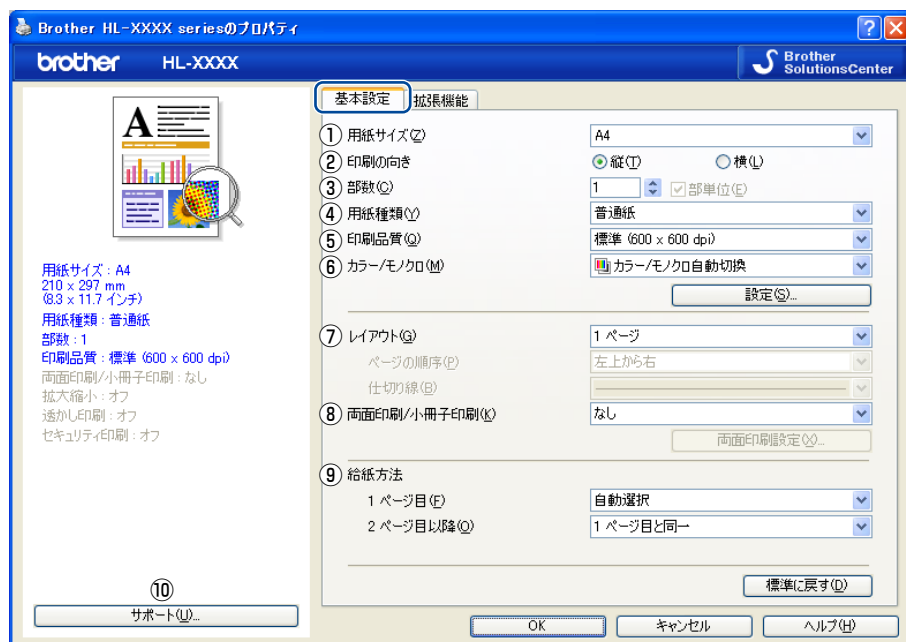 Brother HL-XXXX seriesのプロパティ
brother HL-XXXX
Brother
SolutionsCenter
基本設定 拡張機能
① 用紙サイズ(Z) A4
② 印刷の向き 縦(T) 横(L)
③ 部数(C) 1 部単位(E)
④ 用紙種類(Y) 普通紙
⑤ 印刷品質(Q) 標準 (600 x 600 dpi)
⑥ カラー/モノクロ(M) カラー/モノクロ自動切換
設定(S)...
⑦ レイアウト(G) 1 ページ
ページの順序(P) 左上から右
仕切り線(B)
⑧ 両面印刷/小冊子印刷(K) なし
両面印刷設定(X)...
⑨ 給紙方法
1 ページ目(F) 自動選択
2 ページ目以降(O) 1 ページ目と同一
標準に戻す(D)
A
用紙サイズ : A4
210 x 297 mm
(8.3 x 11.7 インチ)
用紙種類 : 普通紙
部数 : 1
印刷品質 : 標準 (600 x 600 dpi)
両面印刷/小冊子印刷 : なし
拡大縮小 : オフ
透かし印刷 : オフ
セキュリティ印刷 : オフ
⑩
サポート(U)...
OK キャンセル ヘルプ(H)